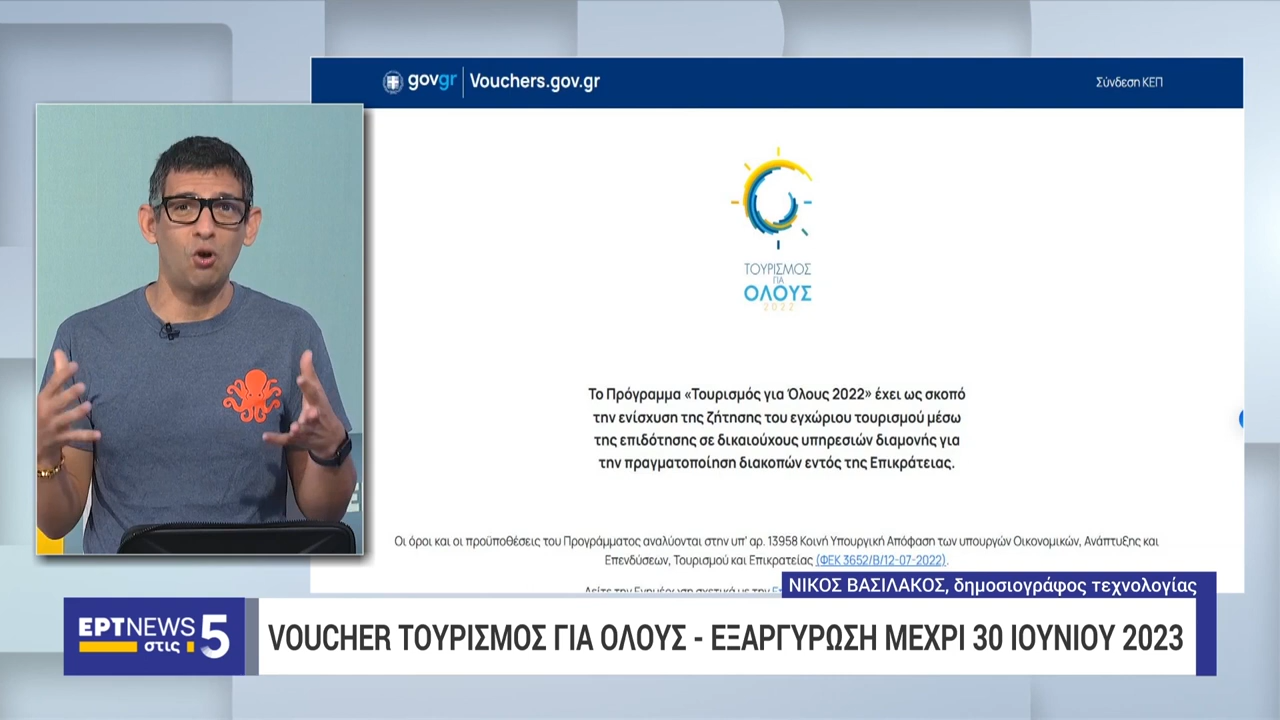 govgr Vouchers.gov.gr
Σύνδεση ΚΕΠ
ΤΟΥΡΙΣΜΟΣ
ΓΙΑ
ΟΛΟΥΣ
2022
Το Πρόγραμμα «Τουρισμός για Όλους 2022» έχει ως σκοπό
την ενίσχυση της ζήτησης του εγχώριου τουρισμού μέσω
της επιδότησης σε δικαιούχους υπηρεσιών διαμονής για
την πραγματοποίηση διακοπών εντός της Επικράτειας.
Οι όροι και οι προϋποθέσεις του Προγράμματος αναλύονται στην υπ' αρ. 13958 Κοινή Υπουργική Απόφαση των υπουργών Οικονομικών, Ανάπτυξης και
Επενδύσεων, Τουρισμού και Επικρατείας (ΦΕΚ 3652/Β/12-07-2022).
ΝΙΚΟΣ ΒΑΣΙΛΑΚΟΣ, δημοσιογράφος τεχνολογίας
ΕΡΤNEWS
στις 5
VOUCHER ΤΟΥΡΙΣΜΟΣ ΓΙΑ ΟΛΟΥΣ - ΕΞΑΡΓΥΡΩΣΗ ΜΕΧΡΙ 30 ΙΟΥΝΙΟΥ 2023